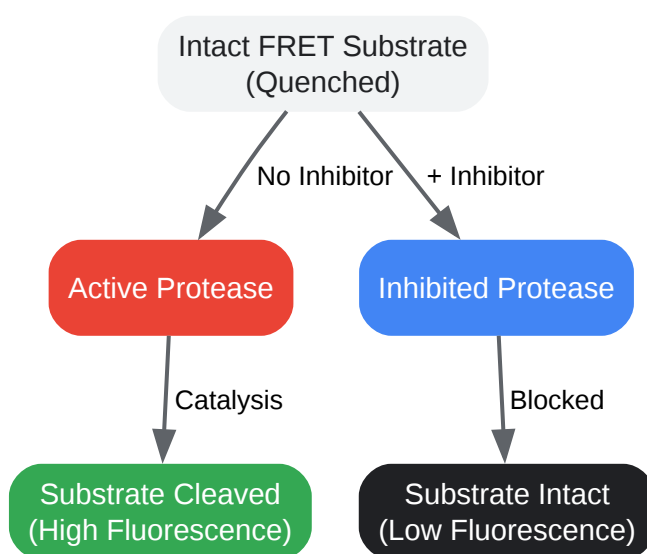 Intact FRET Substrate
(Quenched)
No Inhibitor
+ Inhibitor
Active Protease
Inhibited Protease
Catalysis
Blocked
Substrate Cleaved
(High Fluorescence)
Substrate Intact
(Low Fluorescence)